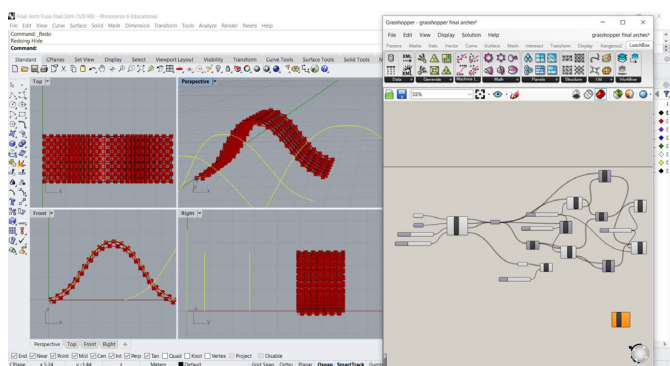 Final Arch Truss final.3dm (120 KB) - Rhinoceros 6 Educational
File Edit View Curve Surface Solid Mesh Dimension Transform Tools Analyze Render Panels Help
Command: _Redo
Redoing Hide
Command:
Standard CPlanes Set View Display Select Viewport Layout Visibility Transform Curve Tools Surface Tools Solid Tools
Top
Perspective
Front
Right
Perspective Top Front Right
End Near Point Mid Cen Int Perp Tan Quad Knot Vertex Project Disable
CPlane x 5.24 y -1.44 z Meters Default Grid Snap Ortho Planar Osnap SmartTrack Gumb
Grasshopper - grasshopper final arches*
File Edit View Display Solution Help grasshopper final arches*
Params Maths Sets Vector Curve Surface Mesh Intersect Transform Display Kangaroo2 LunchBox
Data Generate Machine L. Math Panels Structure Util Workflow
35%